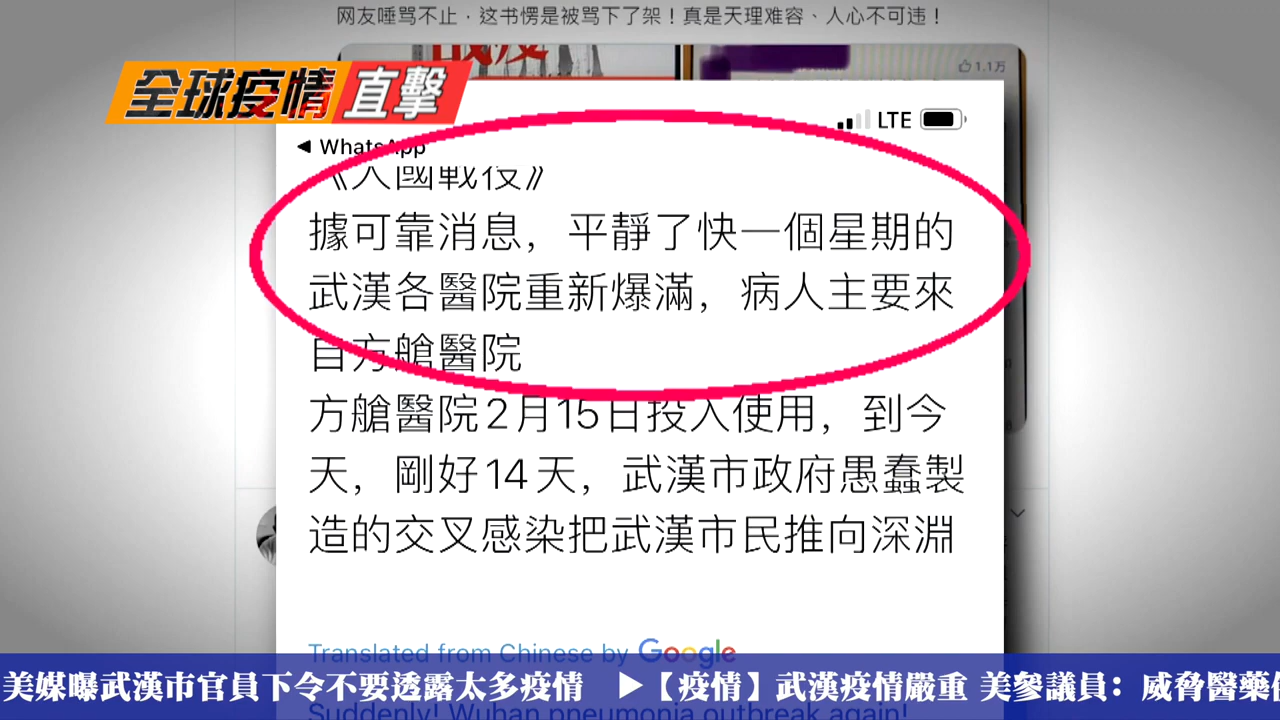 网友唾骂不止，这书愣是被骂下了架！真是天理难容、人心不可违！
战疫
1.1万
全球疫情 直擊
LTE
◀ WhatsApp
《大國戰役》
據可靠消息，平靜了快一個星期的
武漢各醫院重新爆滿，病人主要來
自方艙醫院
方艙醫院2月15日投入使用，到今
天，剛好14天，武漢市政府愚蠢製
造的交叉感染把武漢市民推向深淵
Translated from Chinese by Google
美媒曝武漢市官員下令不要透露太多疫情 ▶【疫情】武漢疫情嚴重 美參議員：威脅醫藥
Suddenly! Wuhan pneumonia outbreak again!